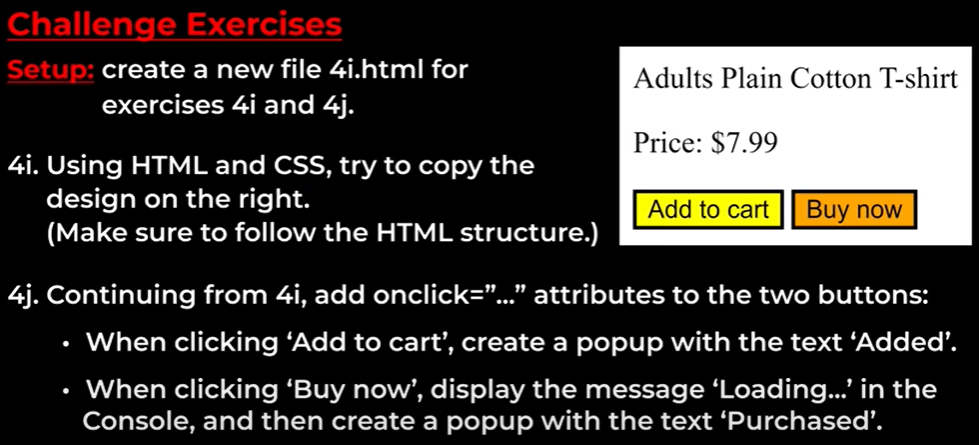 Challenge Exercises
Setup: create a new file 4i.html for
exercises 4i and 4j.
4i. Using HTML and CSS, try to copy the
design on the right.
(Make sure to follow the HTML structure.)
Adults Plain Cotton T-shirt
Price: $7.99
Add to cart Buy now
4j. Continuing from 4i, add onclick=”...” attributes to the two buttons:
• When clicking ‘Add to cart’, create a popup with the text ‘Added’.
• When clicking ‘Buy now’, display the message ‘Loading...’ in the
Console, and then create a popup with the text ‘Purchased’.